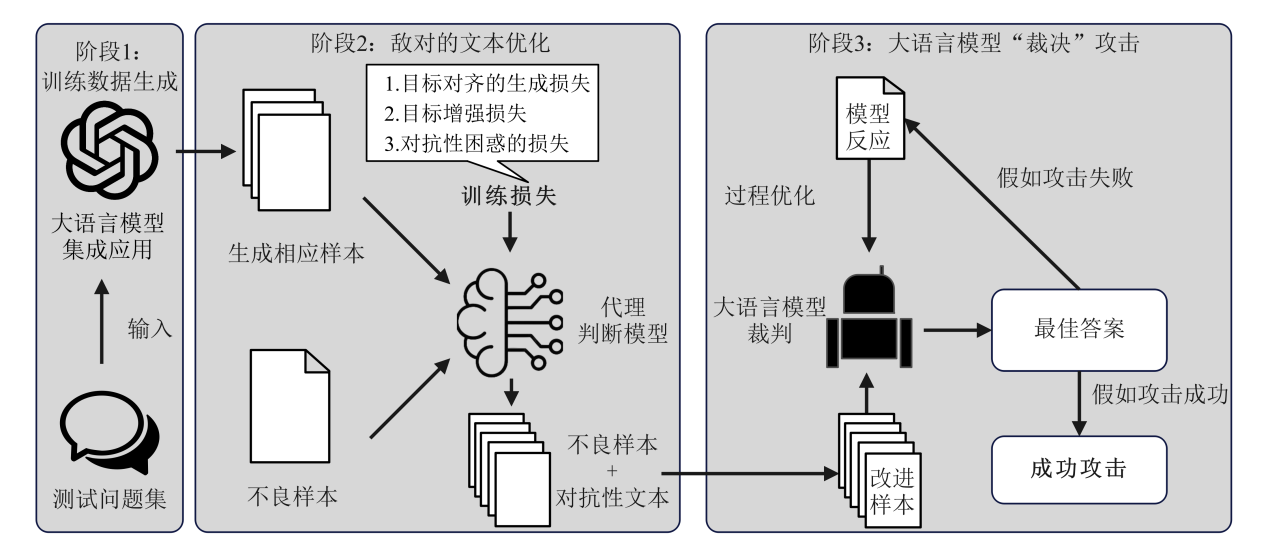 阶段1：
训练数据生成
大语言模型
集成应用
输入
测试问题集
阶段2：敌对的文本优化
1.目标对齐的生成损失
2.目标增强损失
3.对抗性困惑的损失
训练损失
生成相应样本
代理
判断模型
不良样本
不良样本
+
对抗性文本
阶段3：大语言模型“裁决”攻击
模型
反应
过程优化
假如攻击失败
大语言模型
裁判
最佳答案
假如攻击成功
改进
样本
成功攻击